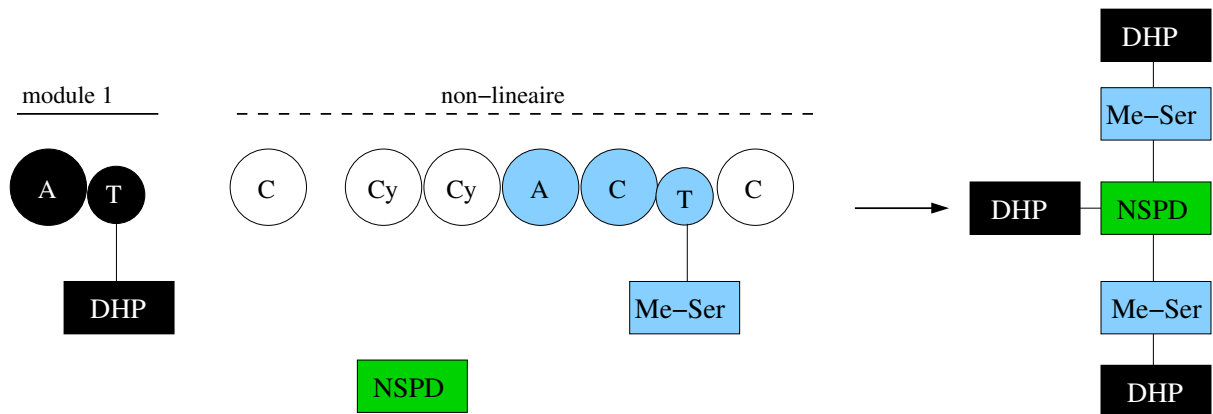 module 1
non-lineaire
A
T
C
Cy
Cy
A
C
T
C
DHP
Me-Ser
NSPD
DHP
Me-Ser
DHP
NSPD
Me-Ser
DHP